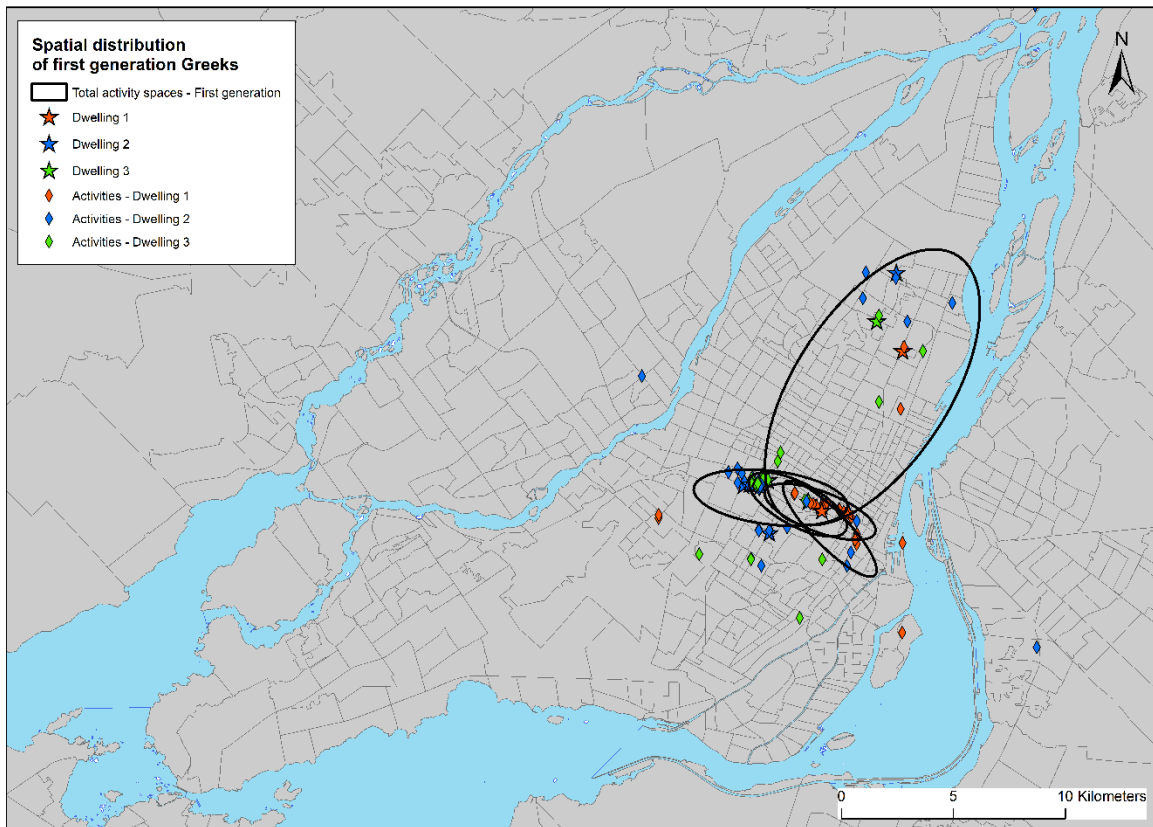 Spatial distribution
of first generation Greeks
Total activity spaces - First generation
Dwelling 1
Dwelling 2
Dwelling 3
Activities - Dwelling 1
Activities - Dwelling 2
Activities - Dwelling 3
N
0 5 10 Kilometers